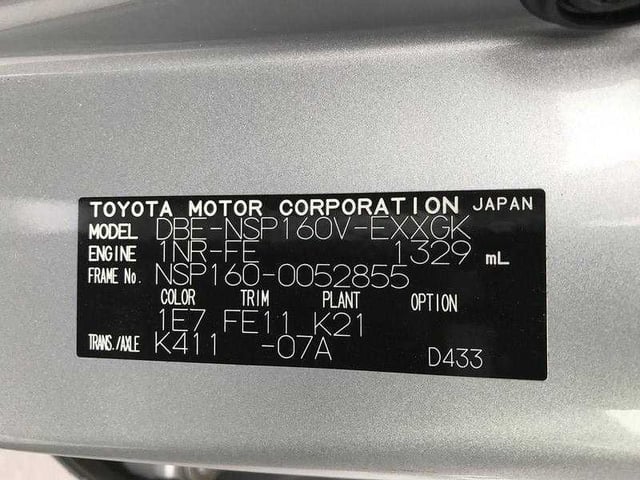 TOYOTA MOTOR CORPORATION JAPAN
MODEL DBE-NSP160V-EXXGK
ENGINE 1NR-FE 1329 mL
FRAME No. NSP160-0052855
COLOR TRIM PLANT OPTION
1E7 FE11 K21
TRANS./AXLE K411 -07A D433